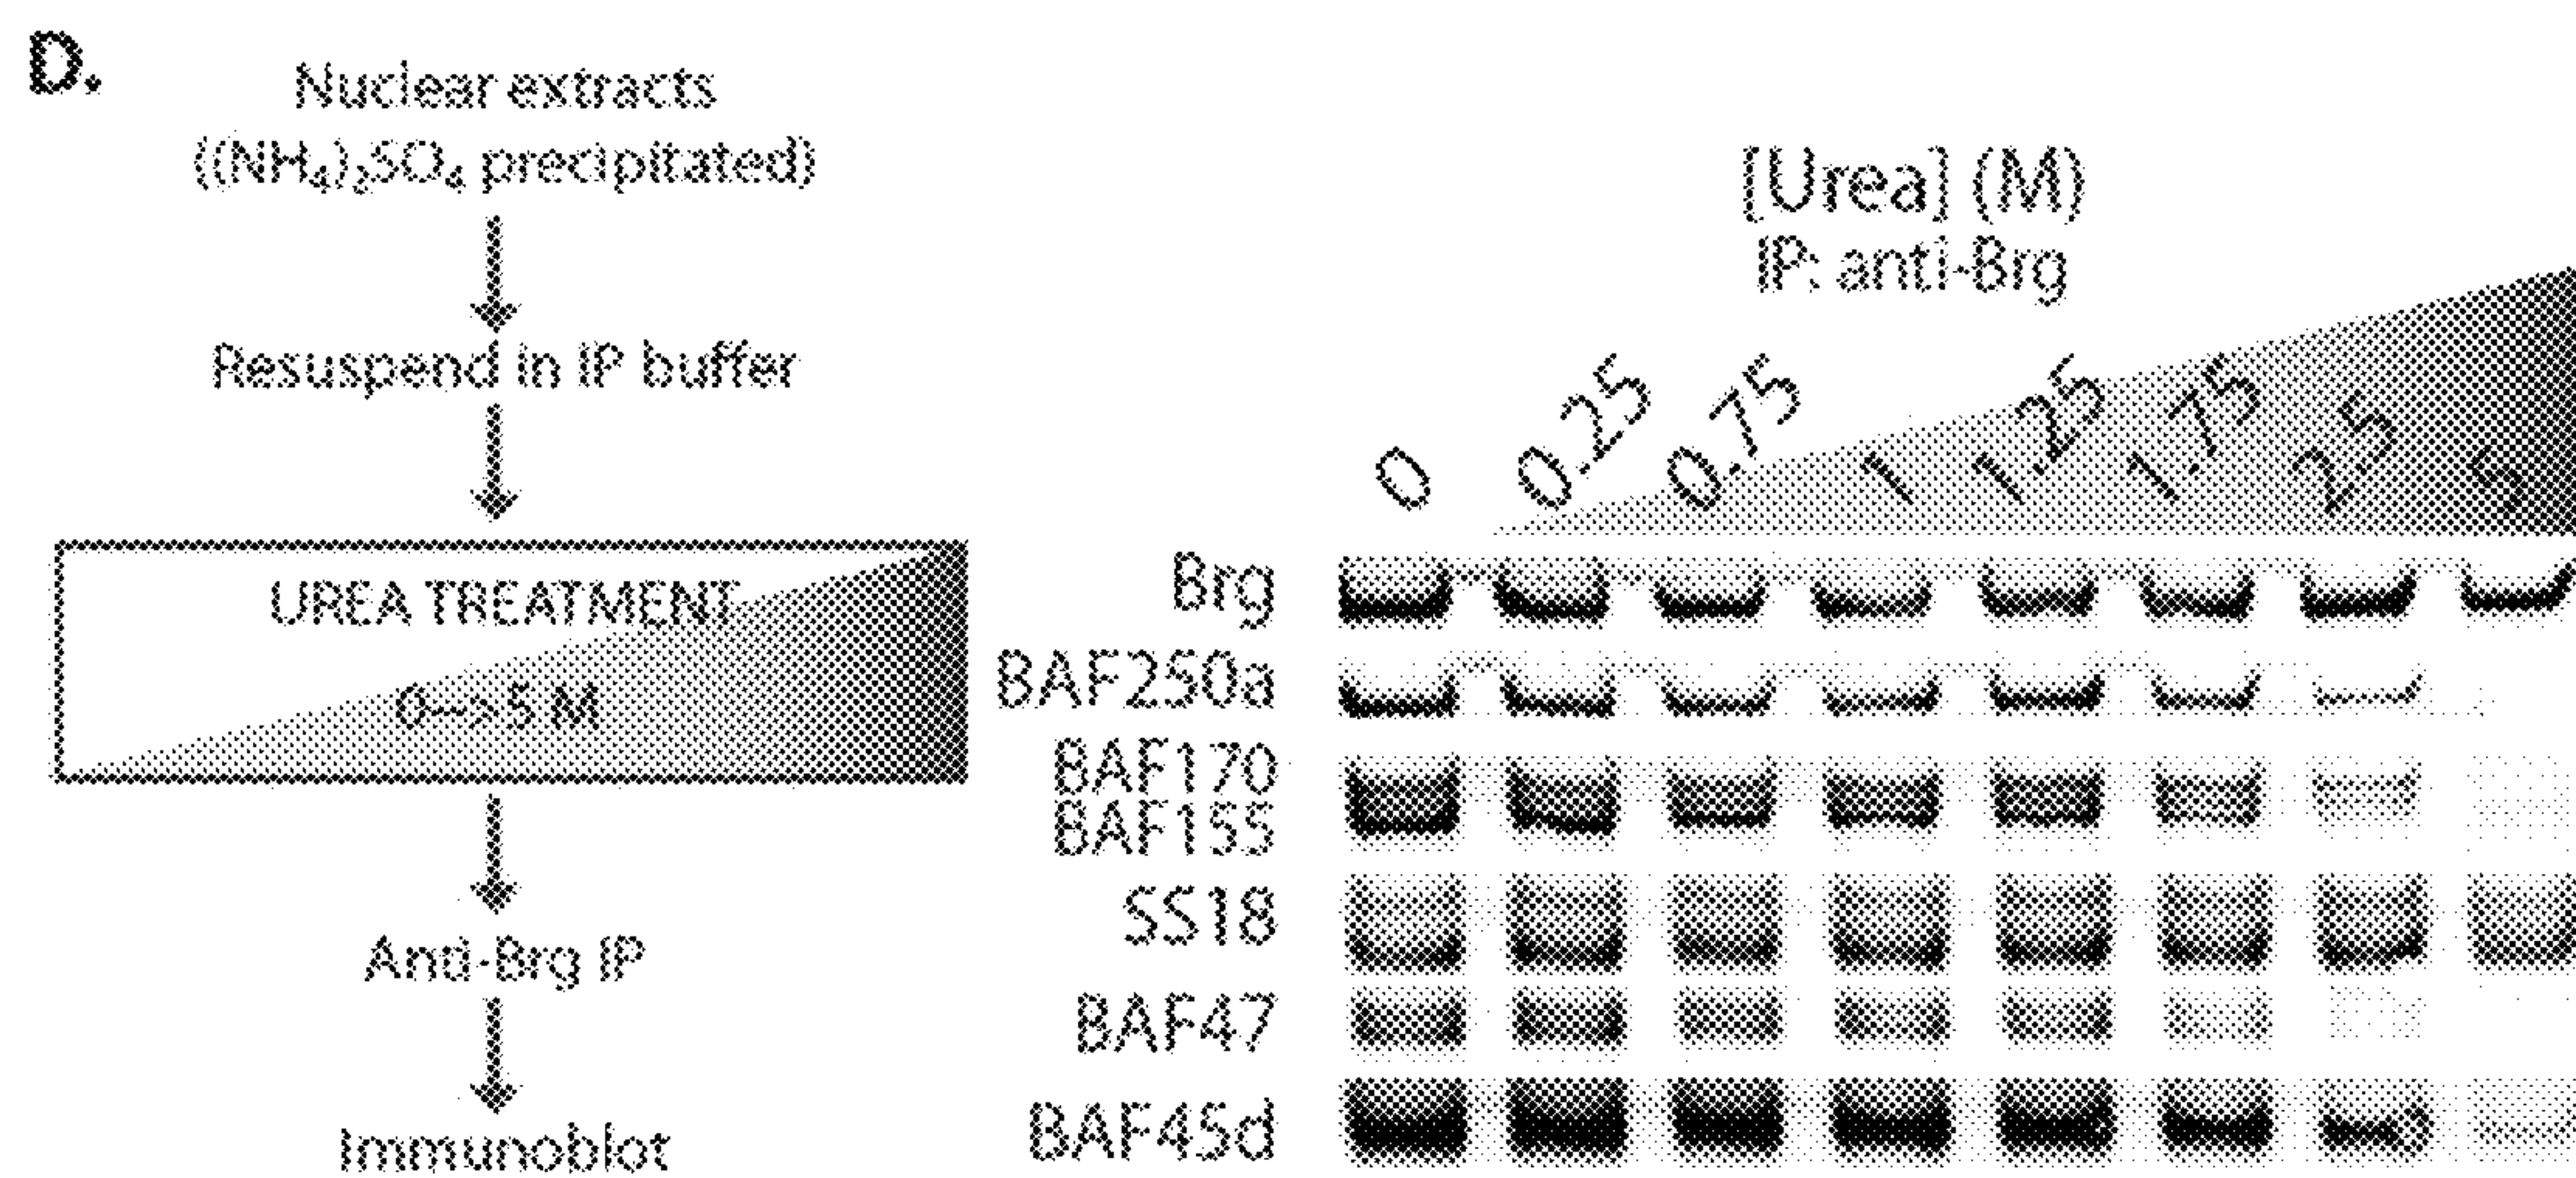 D.
Nuclear extracts
((NH₄)₂SO₄ precipitated)
Resuspend in IP buffer
UREA TREATMENT
0-->5 M
Anti-Brg IP
Immunoblot
[Urea] (M)
IP: anti-Brg
0 0.25 0.75 1 1.25 1.75 2.5 5
Brg
BAF250a
BAF170
BAF155
SS18
BAF47
BAF45d